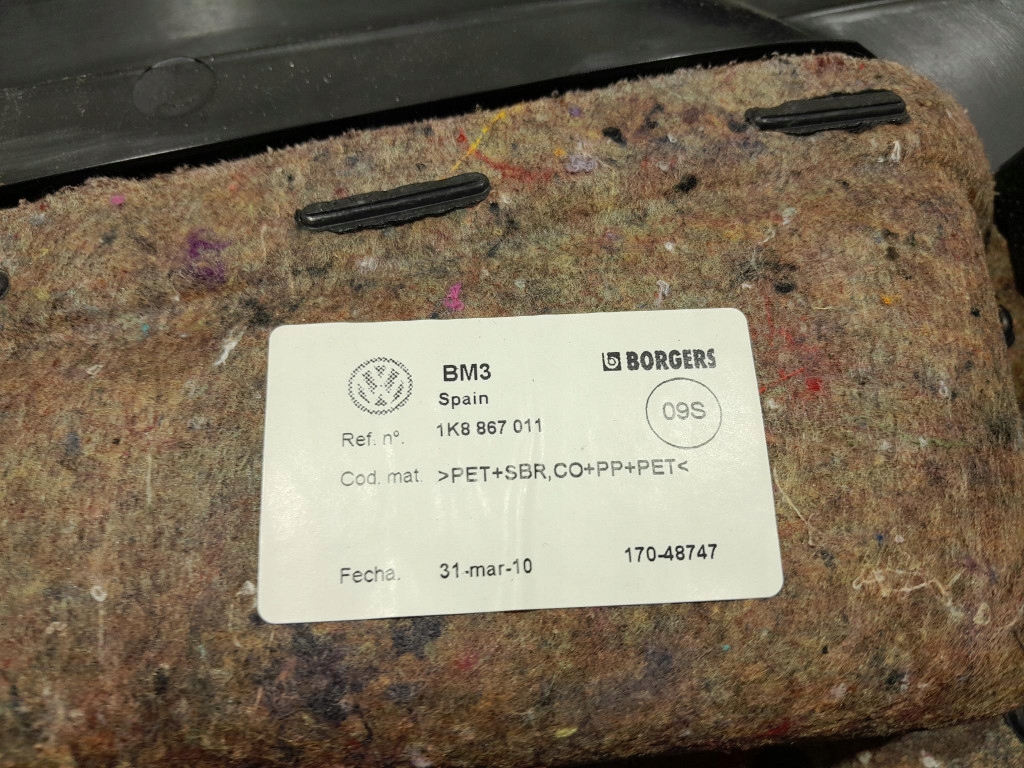 BM3
BORGERS
Spain
09S
Ref. nº. 1K8 867 011
Cod. mat. >PET+SBR,CO+PP+PET<
Fecha. 31-mar-10 170-48747